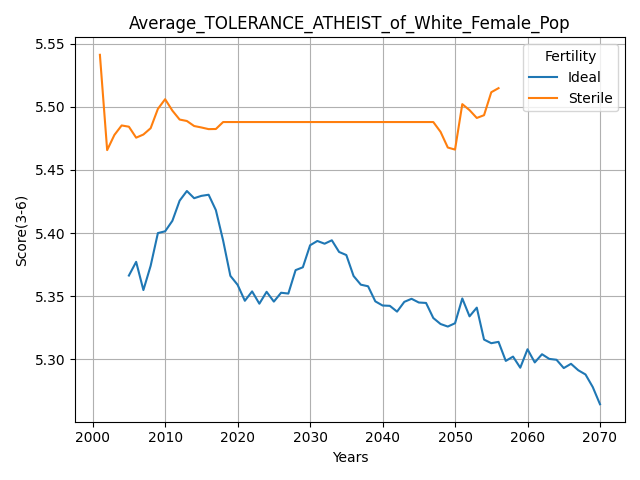 Average_TOLERANCE_ATHEIST_of_White_Female_Pop
Fertility
Ideal
Sterile
Score(3-6)
5.55
5.50
5.45
5.40
5.35
5.30
2000 2010 2020 2030 2040 2050 2060 2070
Years